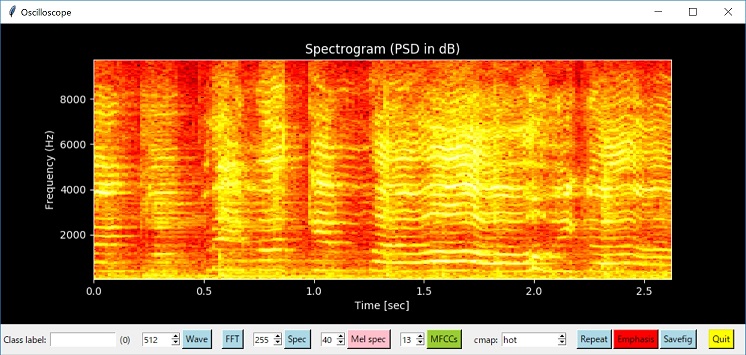 Oscilloscope
Spectrogram (PSD in dB)
8000
6000
4000
2000
Frequency (Hz)
0.0 0.5 1.0 1.5 2.0 2.5
Time [sec]
Class label: (0) 512 Wave FFT 255 Spec 40 Mel spec 13 MFCCs cmap: hot Repeat Emphasis Savefig Quit